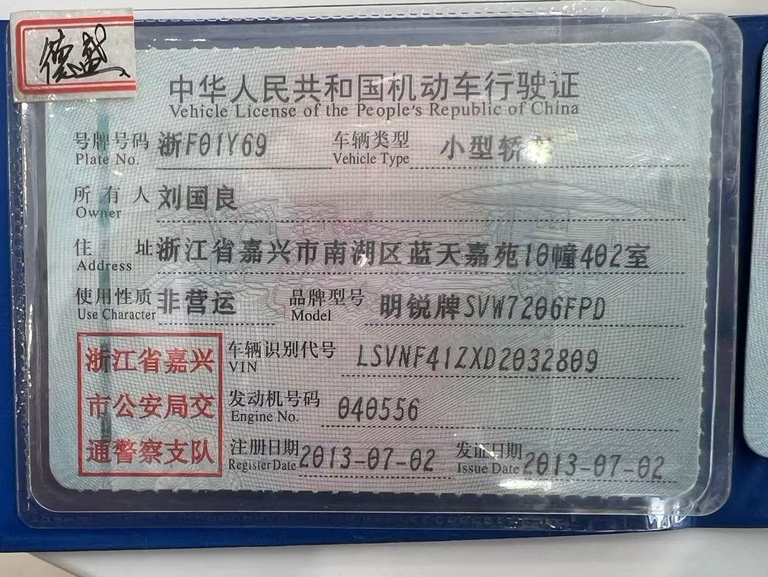 德盛
中华人民共和国机动车行驶证
Vehicle License of the People's Republic of China
号牌号码 浙F01Y69 车辆类型 小型轿
Plate No. Vehicle Type
所有人 刘国良
Owner
住址 浙江省嘉兴市南湖区蓝天嘉苑10幢402室
Address
使用性质 非营运 品牌型号 明锐牌SVW7206FPD
Use Character Model
浙江省嘉兴
市公安局交
通警察支队
车辆识别代号 LSVNF41ZXD2032809
VIN
发动机号码 040556
Engine No.
注册日期 2013-07-02 发证日期 2013-07-02
Register Date Issue Date